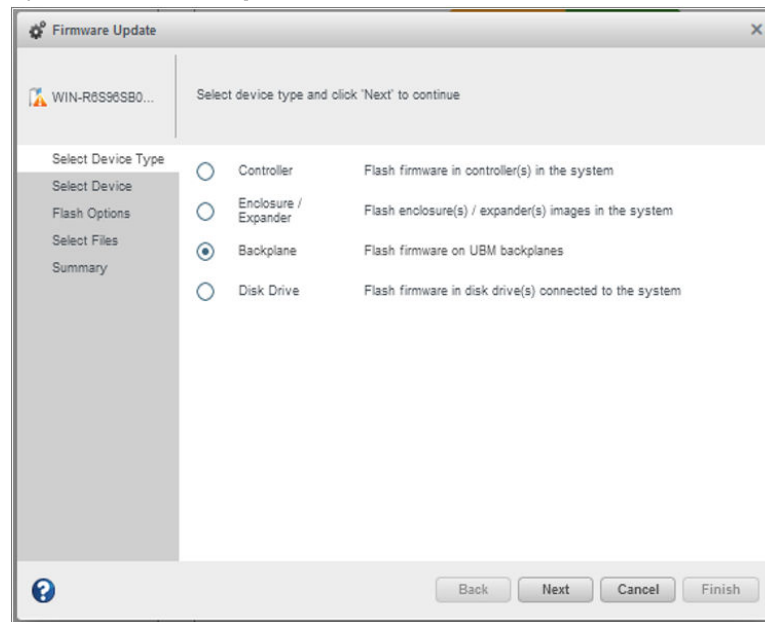 Firmware Update
WIN-R6S96SB0...
Select device type and click 'Next' to continue
Select Device Type
Select Device
Flash Options
Select Files
Summary
Controller Flash firmware in controller(s) in the system
Enclosure /
Expander Flash enclosure(s) / expander(s) images in the system
Backplane Flash firmware on UBM backplanes
Disk Drive Flash firmware in disk drive(s) connected to the system
Back Next Cancel Finish